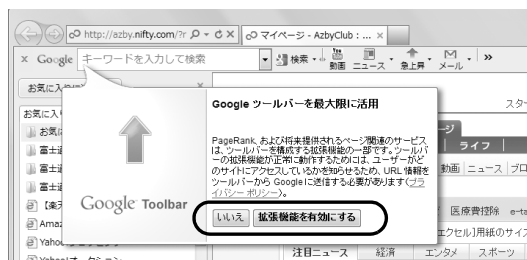 http://azby.nifty.com/?r
マイページ - AzbyClub : ...
× Google キーワードを入力して検索 検索 動画 ニュース 急上昇 メール »
お気に入り
スター
Google ツールバーを最大限に活用
お気に入
お気に
富士通
ライフ
PageRank、および将来提供されるページ関連のサービス
は、ツールバーを構成する拡張機能の一部です。ツールバ
ーの拡張機能が正常に動作するためには、ユーザーがど
のサイトにアクセスしているかを知らせるため、URL 情報を
ツールバーから Google に送信する必要があります(プラ
イバシー ポリシー)。
富士通
動画 ニュース ブロ
富士通
Google Toolbar
いいえ 拡張機能を有効にする
【楽天
医療費控除 e-ta
Amaz
エクセル]用紙のサイズ
Yahoo
注目ニュース 経済 エンタメ スポーツ